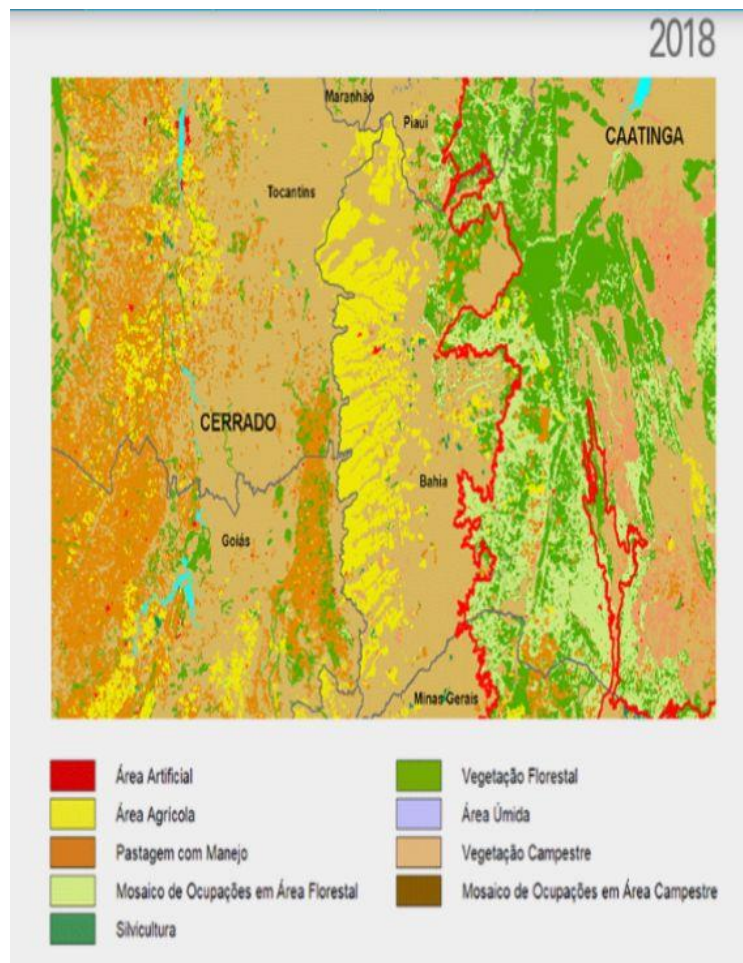 2018
Maranhão
Piauí
CAATINGA
Tocantins
CERRADO
Bahia
Goiás
Minas Gerais
Área Artificial
Área Agrícola
Pastagem com Manejo
Mosaico de Ocupações em Área Florestal
Silvicultura
Vegetação Florestal
Área Úmida
Vegetação Campestre
Mosaico de Ocupações em Área Campestre